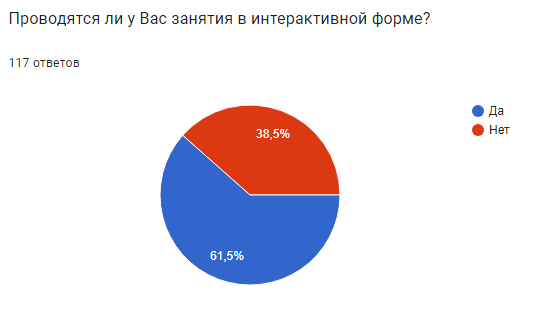 Проводятся ли у Вас занятия в интерактивной форме?
117 ответов
Да
Нет
38,5%
61,5%